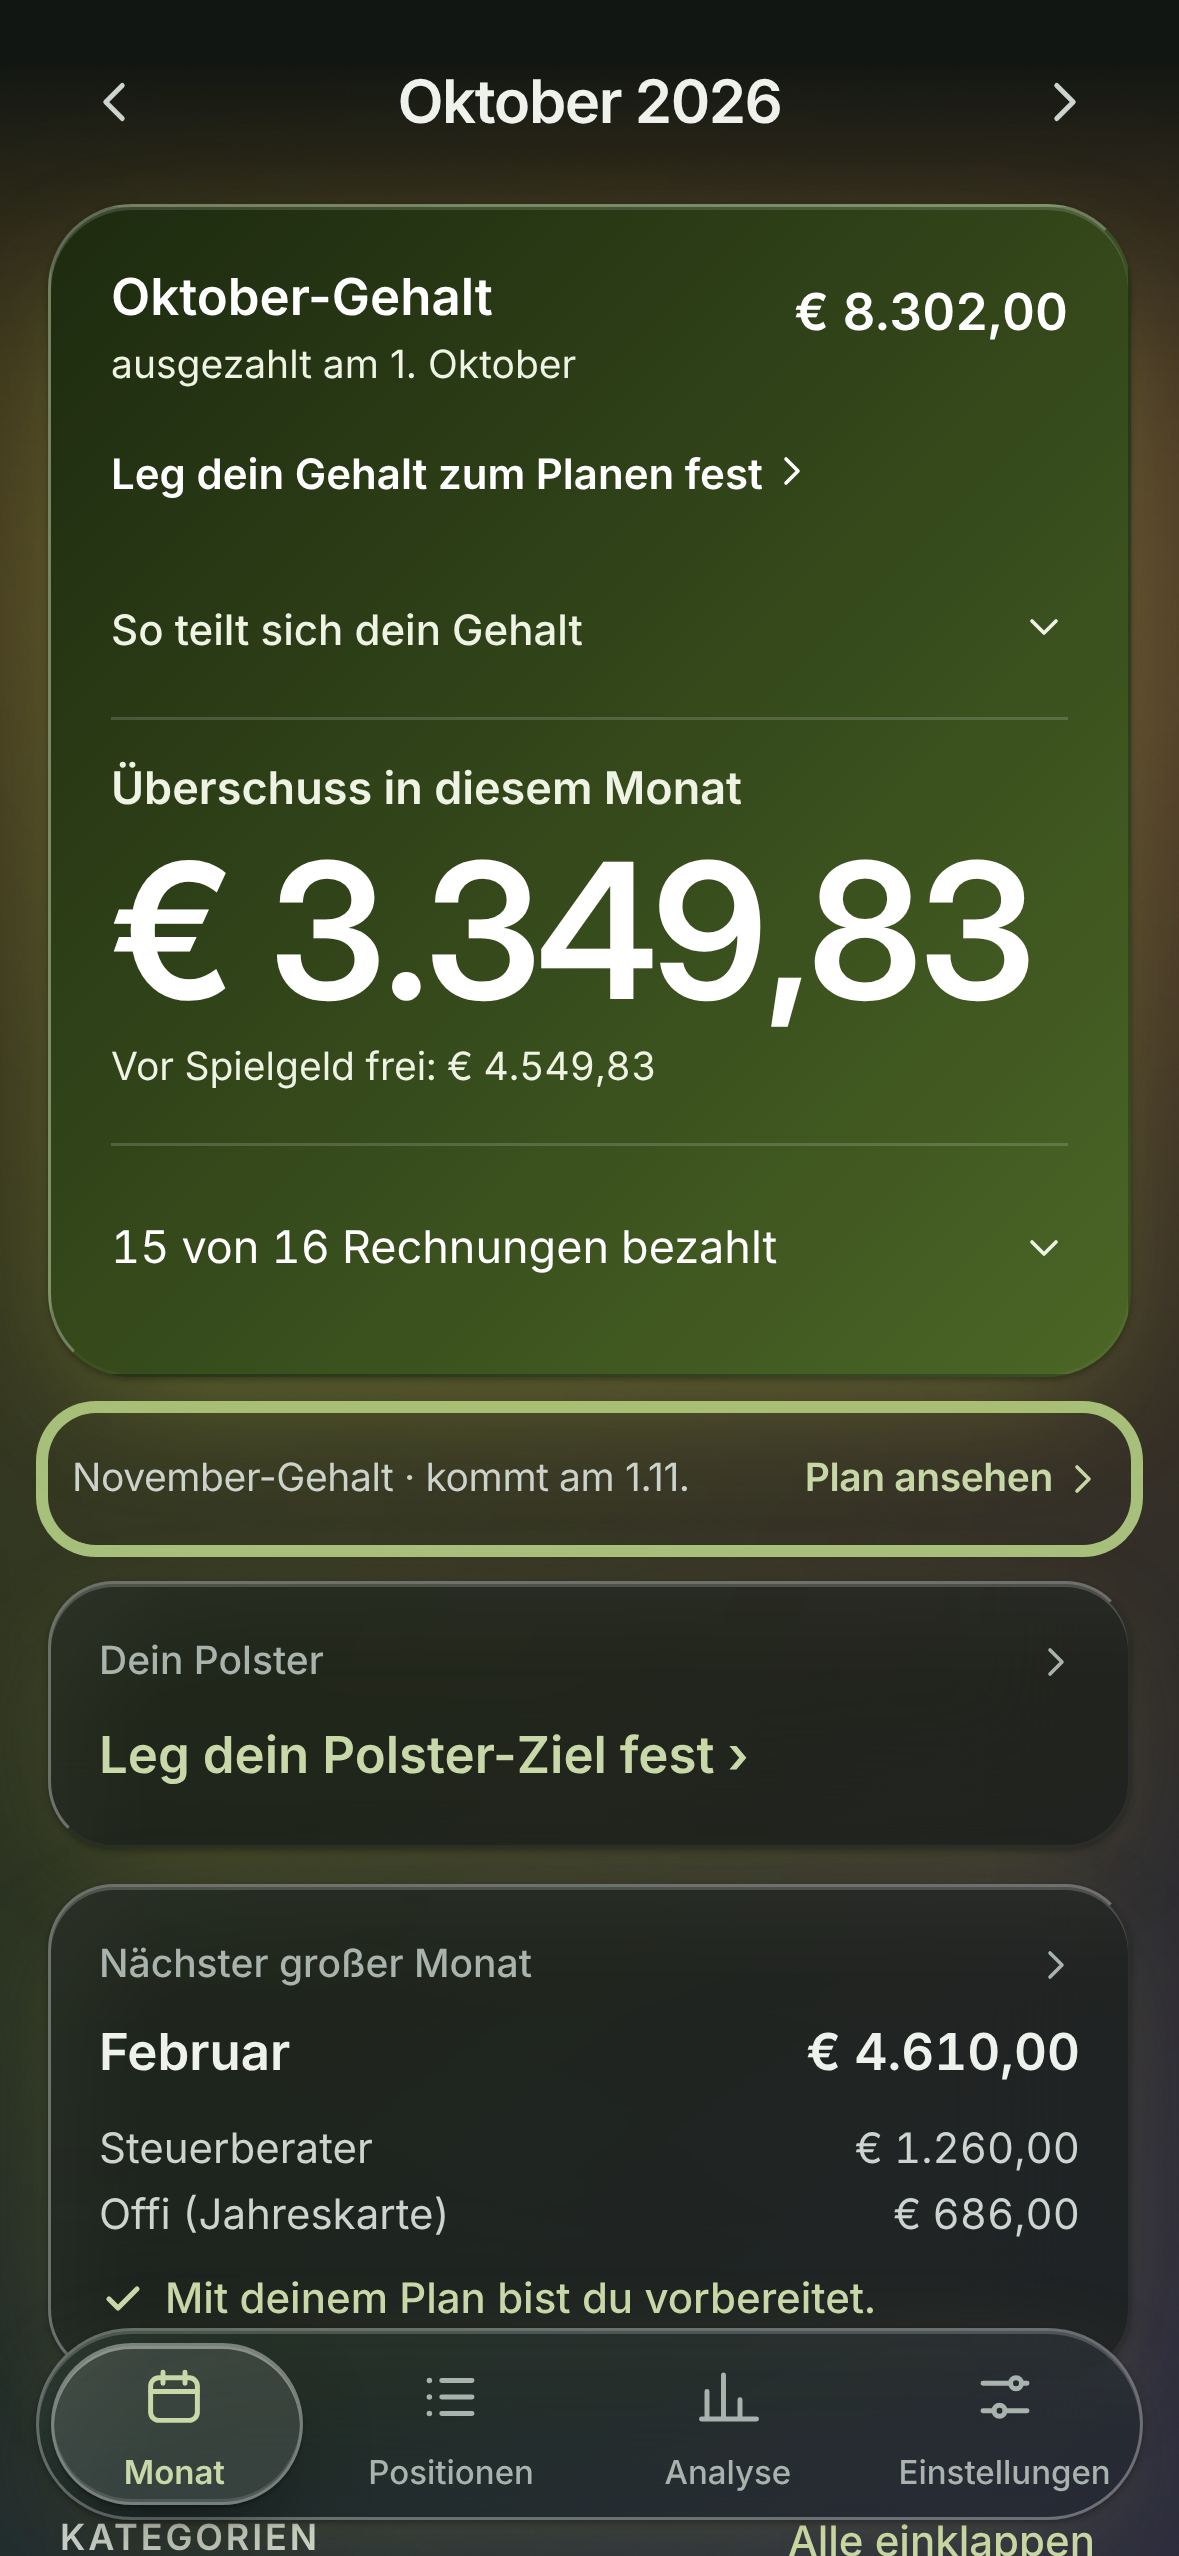 Oktober 2026
Oktober-Gehalt
€ 8.302,00
ausgezahlt am 1. Oktober
Leg dein Gehalt zum Planen fest
So teilt sich dein Gehalt
Überschuss in diesem Monat
€ 3.349,83
Vor Spielgeld frei: € 4.549,83
15 von 16 Rechnungen bezahlt
November-Gehalt · kommt am 1.11. Plan ansehen
Dein Polster
Leg dein Polster-Ziel fest ›
Nächster großer Monat
Februar € 4.610,00
Steuerberater € 1.260,00
Offi (Jahreskarte) € 686,00
Mit deinem Plan bist du vorbereitet.
Monat Positionen Analyse Einstellungen
KATEGORIEN Alle einklappen